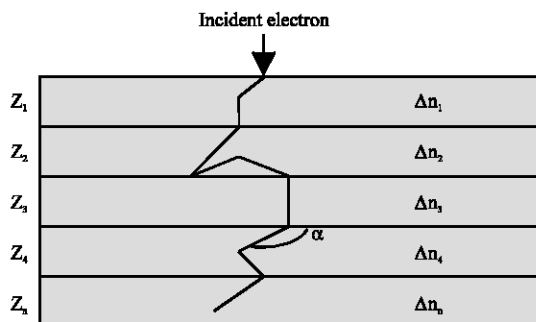 Incident electron
Z₁ Δn₁
Z₂ Δn₂
Z₃ Δn₃
α
Z₄ Δn₄
Zₙ Δnₙ